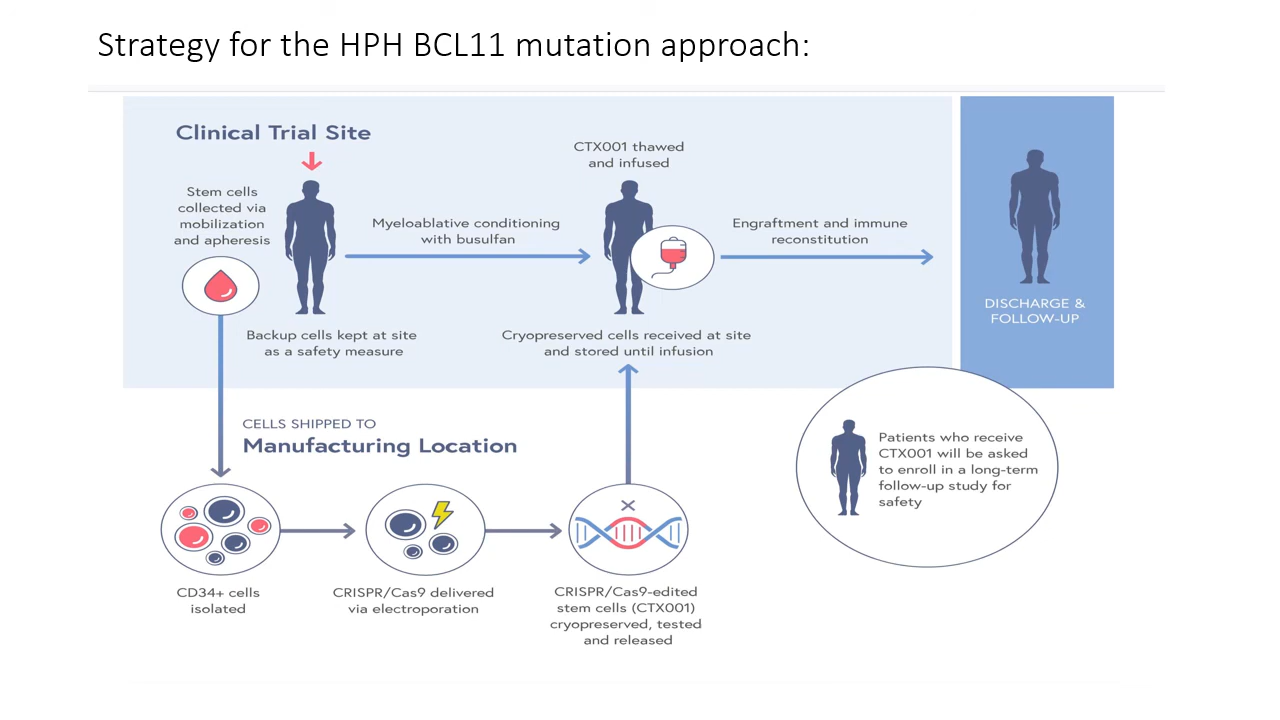 Strategy for the HPH BCL11 mutation approach:
Clinical Trial Site
Stem cells
collected via
mobilization
and apheresis
Backup cells kept at site
as a safety measure
Myeloablative conditioning
with busulfan
CTX001 thawed
and infused
Cryopreserved cells received at site
and stored until infusion
Engraftment and immune
reconstitution
DISCHARGE &
FOLLOW-UP
CELLS SHIPPED TO
Manufacturing Location
CD34+ cells
isolated
CRISPR/Cas9 delivered
via electroporation
CRISPR/Cas9-edited
stem cells (CTX001)
cryopreserved, tested
and released
Patients who receive
CTX001 will be asked
to enroll in a long-term
follow-up study for
safety